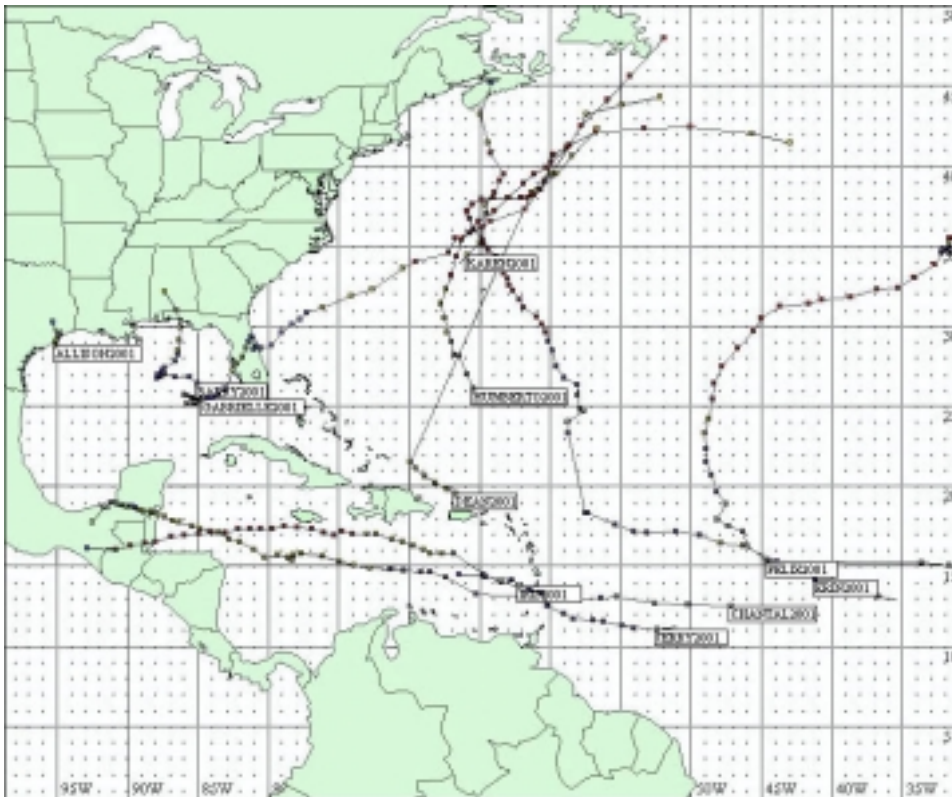 KAREN2001
ALLISON2001
BARRY2001
HUMBERTO2001
GABRIELLE2001
DEAN2001
FELIX2001
ERIN2001
CHANTAL2001
JERRY2001
95W 90W 85W 50W 45W 40W 35W